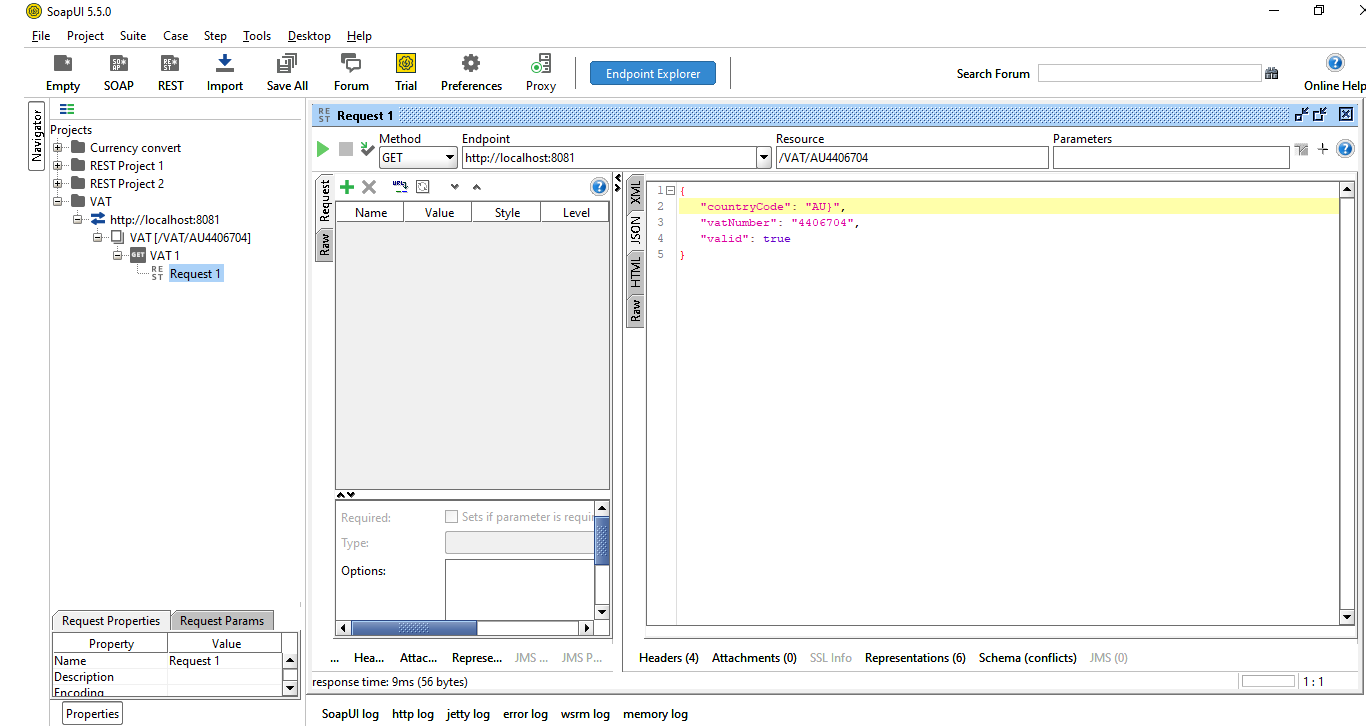 SoapUI 5.5.0
File Project Suite Case Step Tools Desktop Help
Empty SOAP REST Import Save All Forum Trial Preferences Proxy Endpoint Explorer Search Forum Online Help
Navigator
Projects
Currency convert
REST Project 1
REST Project 2
VAT
http://localhost:8081
VAT [/VAT/AU4406704]
GET VAT 1
REST Request 1
Request Properties Request Params
Property Value
Name Request 1
Description
Encoding
Properties
REST Request 1
Method Endpoint Resource Parameters
GET http://localhost:8081 /VAT/AU4406704
Request
Raw
Name Value Style Level
Required: Sets if parameter is requir
Type:
Options:
... Hea... Attac... Represe... JMS ... JMS P...
XML
JSON
HTML
Raw
1 {
2 "countryCode": "AU}",
3 "vatNumber": "4406704",
4 "valid": true
5 }
Headers (4) Attachments (0) SSL Info Representations (6) Schema (conflicts) JMS (0)
response time: 9ms (56 bytes) 1 : 1
SoapUI log http log jetty log error log wsrm log memory log